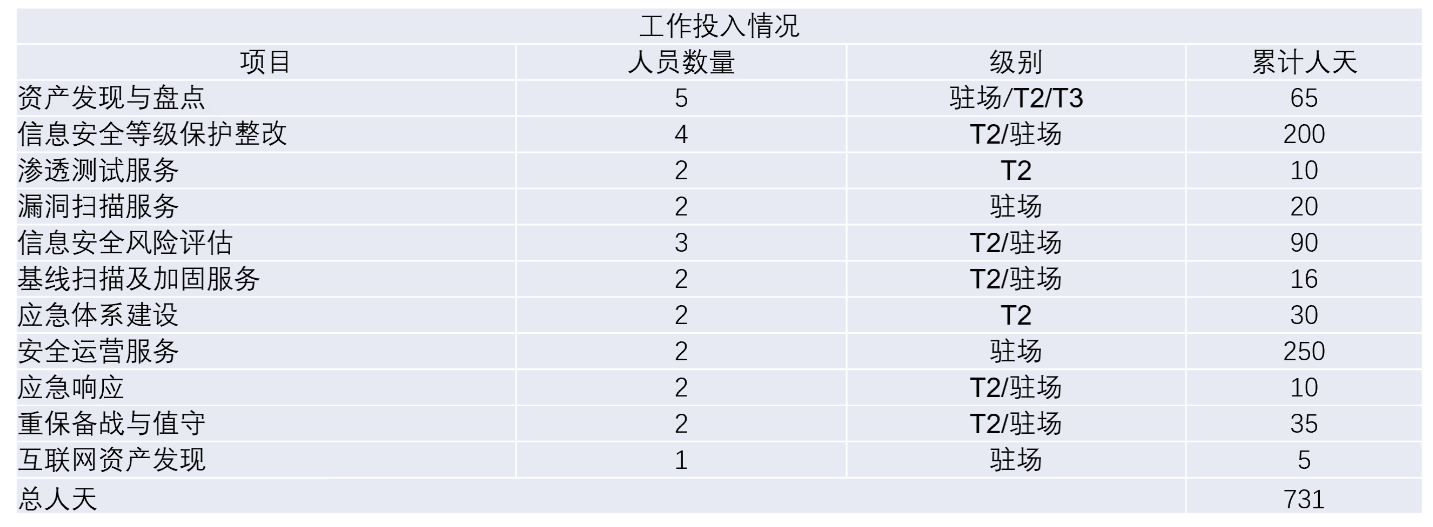 工作投入情况
项目 人员数量 级别 累计人天
资产发现与盘点 5 驻场/T2/T3 65
信息安全等级保护整改 4 T2/驻场 200
渗透测试服务 2 T2 10
漏洞扫描服务 2 驻场 20
信息安全风险评估 3 T2/驻场 90
基线扫描及加固服务 2 T2/驻场 16
应急体系建设 2 T2 30
安全运营服务 2 驻场 250
应急响应 2 T2/驻场 10
重保备战与值守 2 T2/驻场 35
互联网资产发现 1 驻场 5
总人天 731